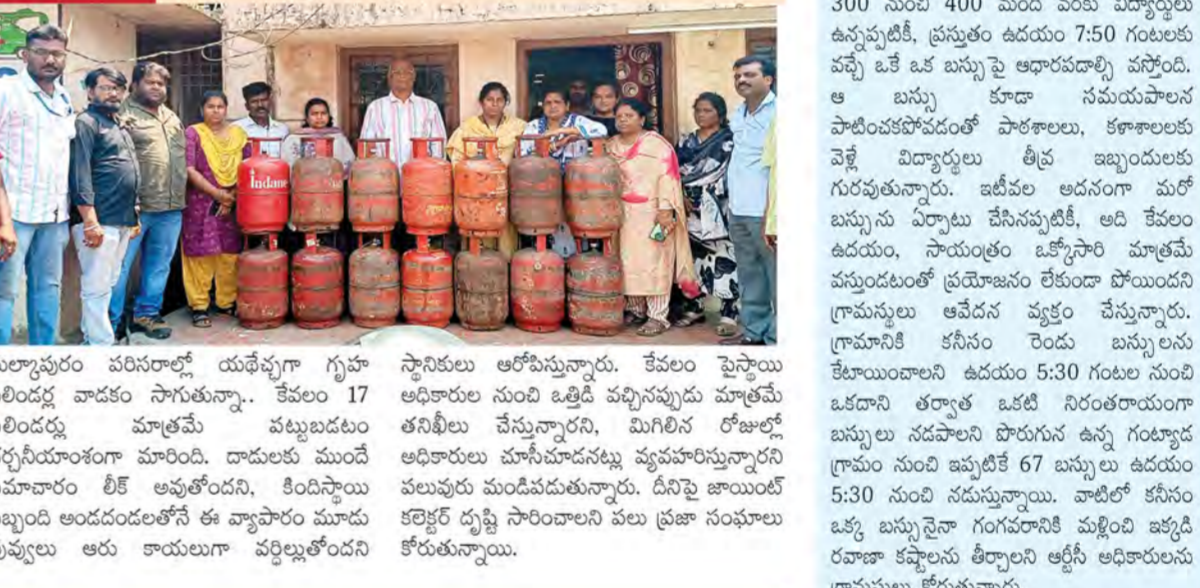 Indane
పరిసరాల్లో యథేచ్ఛగా గృహ
వాడకం సాగుతున్నా.. కేవలం 17
మాత్రమే పట్టుబడటం
మారింది. దాడులకు ముందే
లీక్ అవుతోందని, కిందిస్థాయి
అండదండలతోనే ఈ వ్యాపారం మూడు
ఆరు కాయలుగా వర్ధిల్లుతోందని
స్థానికులు ఆరోపిస్తున్నారు. కేవలం పైస్థాయి
అధికారుల నుంచి ఒత్తిడి వచ్చినప్పుడు మాత్రమే
తనిఖీలు చేస్తున్నారని, మిగిలిన రోజుల్లో
అధికారులు చూసీచూడనట్లు వ్యవహరిస్తున్నారని
పలువురు మండిపడుతున్నారు. దీనిపై జాయింట్
కలెక్టర్ దృష్టి సారించాలని పలు ప్రజా సంఘాలు
కోరుతున్నాయి.
300 నుంచి 400 మంది వరకు విద్యార్థులు
ఉన్నప్పటికీ, ప్రస్తుతం ఉదయం 7:50 గంటలకు
వచ్చే ఒకే ఒక బస్సుపై ఆధారపడాల్సి వస్తోంది.
ఆ బస్సు కూడా సమయపాలన
పాటించకపోవడంతో పాఠశాలలు, కళాశాలలకు
వెళ్లే విద్యార్థులు తీవ్ర ఇబ్బందులకు
గురవుతున్నారు. ఇటీవల అదనంగా మరో
బస్సును ఏర్పాటు చేసినప్పటికీ, అది కేవలం
ఉదయం, సాయంత్రం ఒక్కోసారి మాత్రమే
వస్తుండటంతో ప్రయోజనం లేకుండా పోయిందని
గ్రామస్థులు ఆవేదన వ్యక్తం చేస్తున్నారు.
గ్రామానికి కనీసం రెండు బస్సులను
కేటాయించాలని ఉదయం 5:30 గంటల నుంచి
ఒకదాని తర్వాత ఒకటి నిరంతరాయంగా
బస్సులు నడపాలని పొరుగున ఉన్న గంట్యాడ
గ్రామం నుంచి ఇప్పటికే 67 బస్సులు ఉదయం
5:30 నుంచి నడుస్తున్నాయి. వాటిలో కనీసం
ఒక్క బస్సునైనా గంగవరానికి మళ్లించి ఇక్కడి
రవాణా కష్టాలను తీర్చాలని ఆర్టీసీ అధికారులను